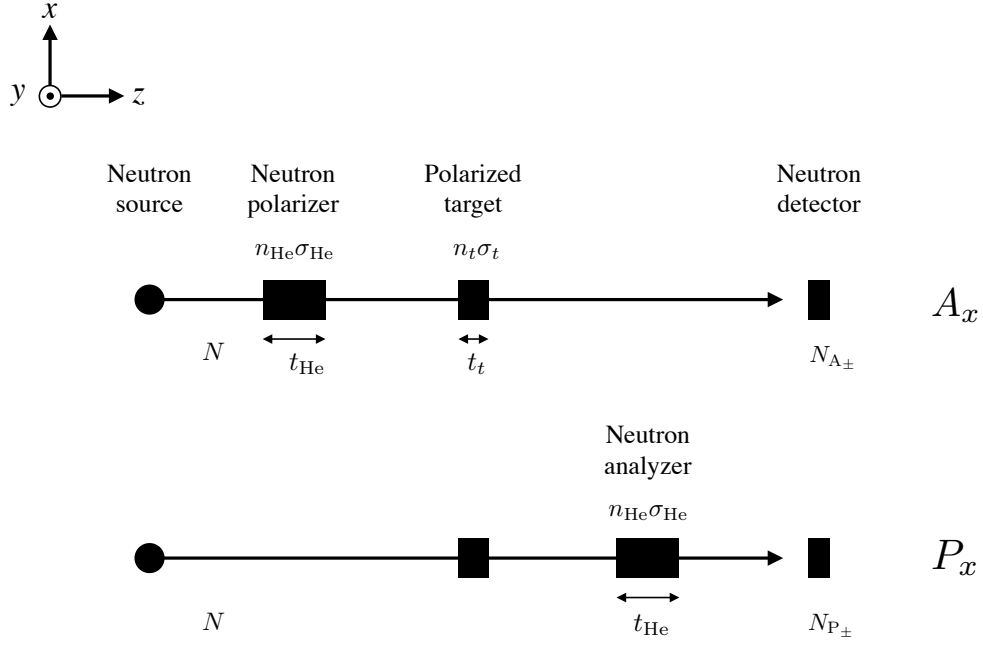 x
y z
Neutron source
Neutron polarizer
Polarized target
Neutron detector
n_He σ_He
n_t σ_t
A_x
N
t_He
t_t
N_A±
Neutron analyzer
n_He σ_He
P_x
N
t_He
N_P±